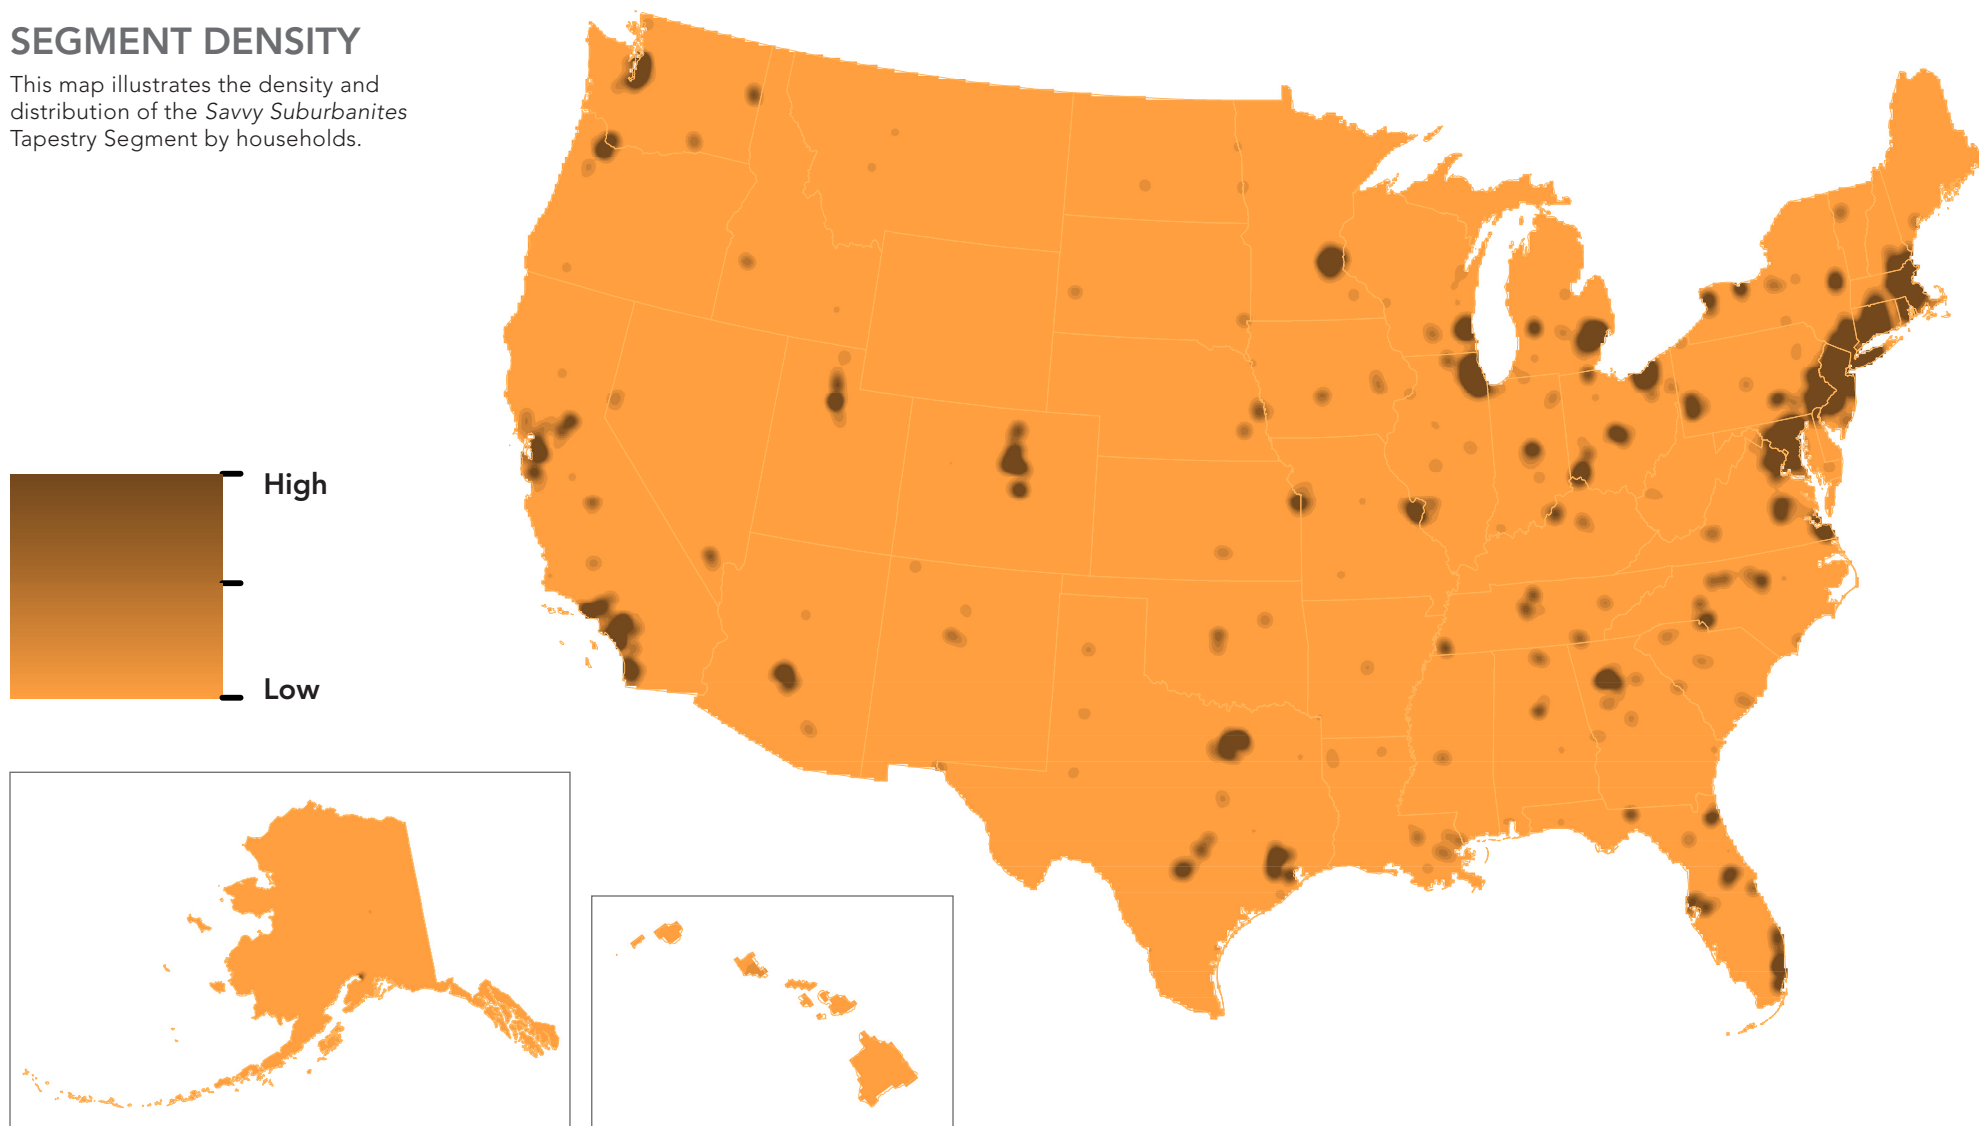 SEGMENT DENSITY
This map illustrates the density and
distribution of the Savvy Suburbanites
Tapestry Segment by households.
High
Low